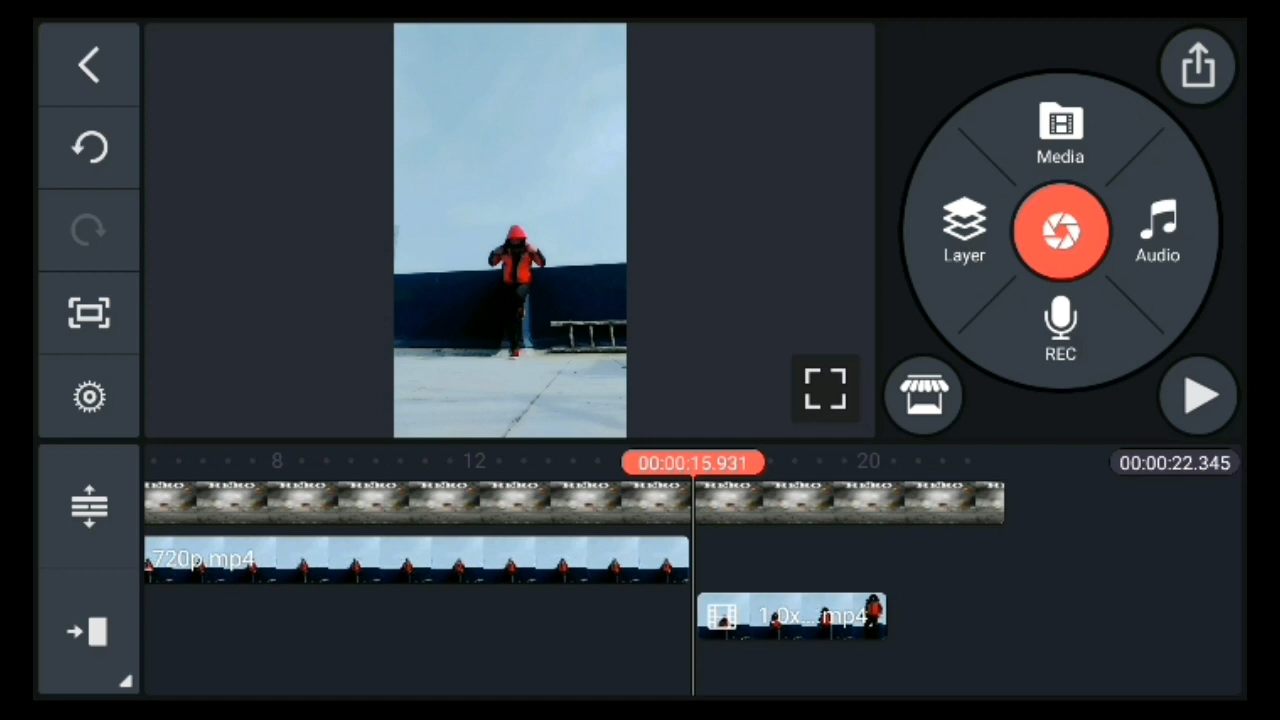 Media
Layer
Audio
REC
8
12
00:00:15.931
20
00:00:22.345
720p.mp4
1.0x....mp4